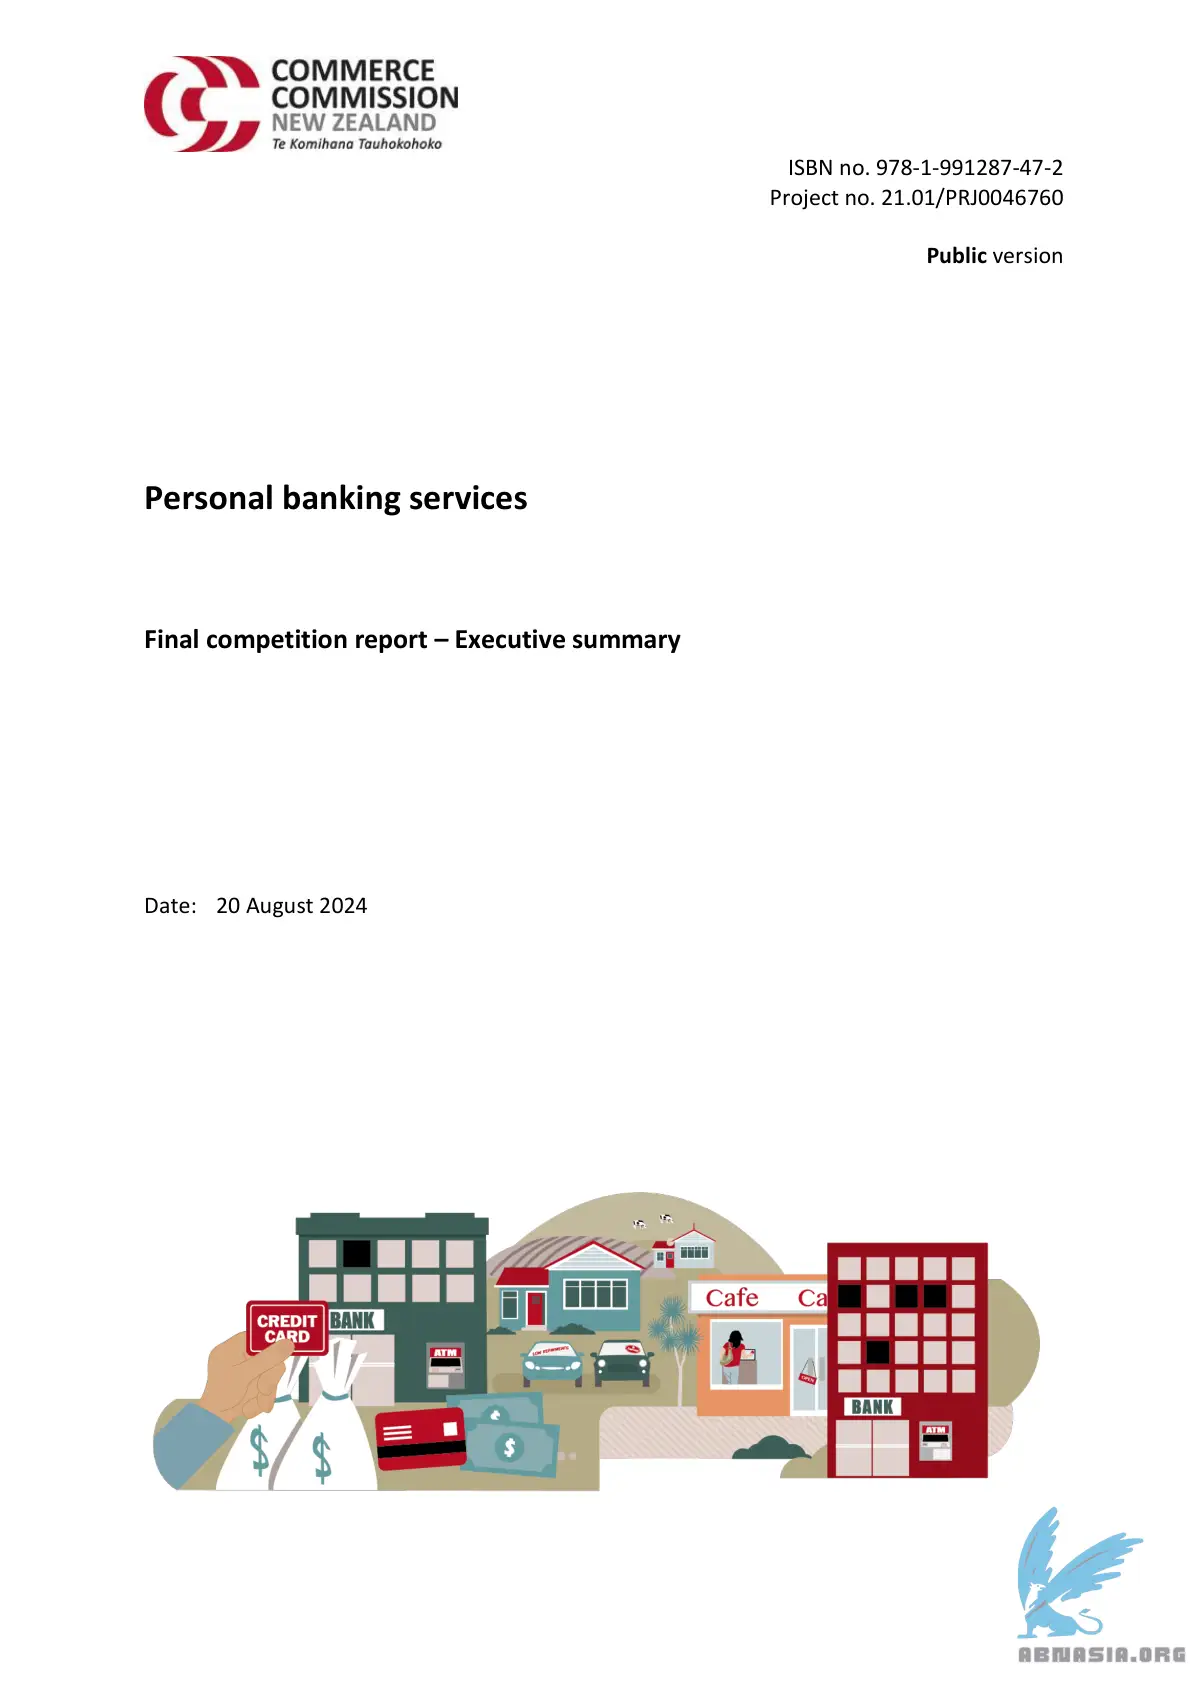 COMMERCE
COMMISSION
NEW ZEALAND
Te Komihana Tauhokohoko
ISBN no. 978-1-991287-47-2
Project no. 21.01/PRJ0046760
Public version
Personal banking services
Final competition report – Executive summary
Date: 20 August 2024
CREDIT
CARD
BANK
ATM
LOW REPAYMENTS
Cafe
Ca
OPEN
BANK
ATM
ABNASIA.ORG